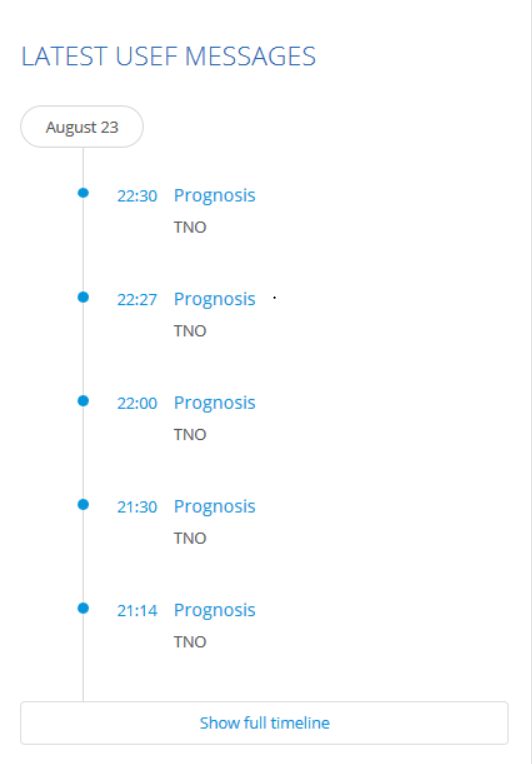 LATEST USEF MESSAGES
August 23
22:30 Prognosis
TNO
22:27 Prognosis
TNO
22:00 Prognosis
TNO
21:30 Prognosis
TNO
21:14 Prognosis
TNO
Show full timeline